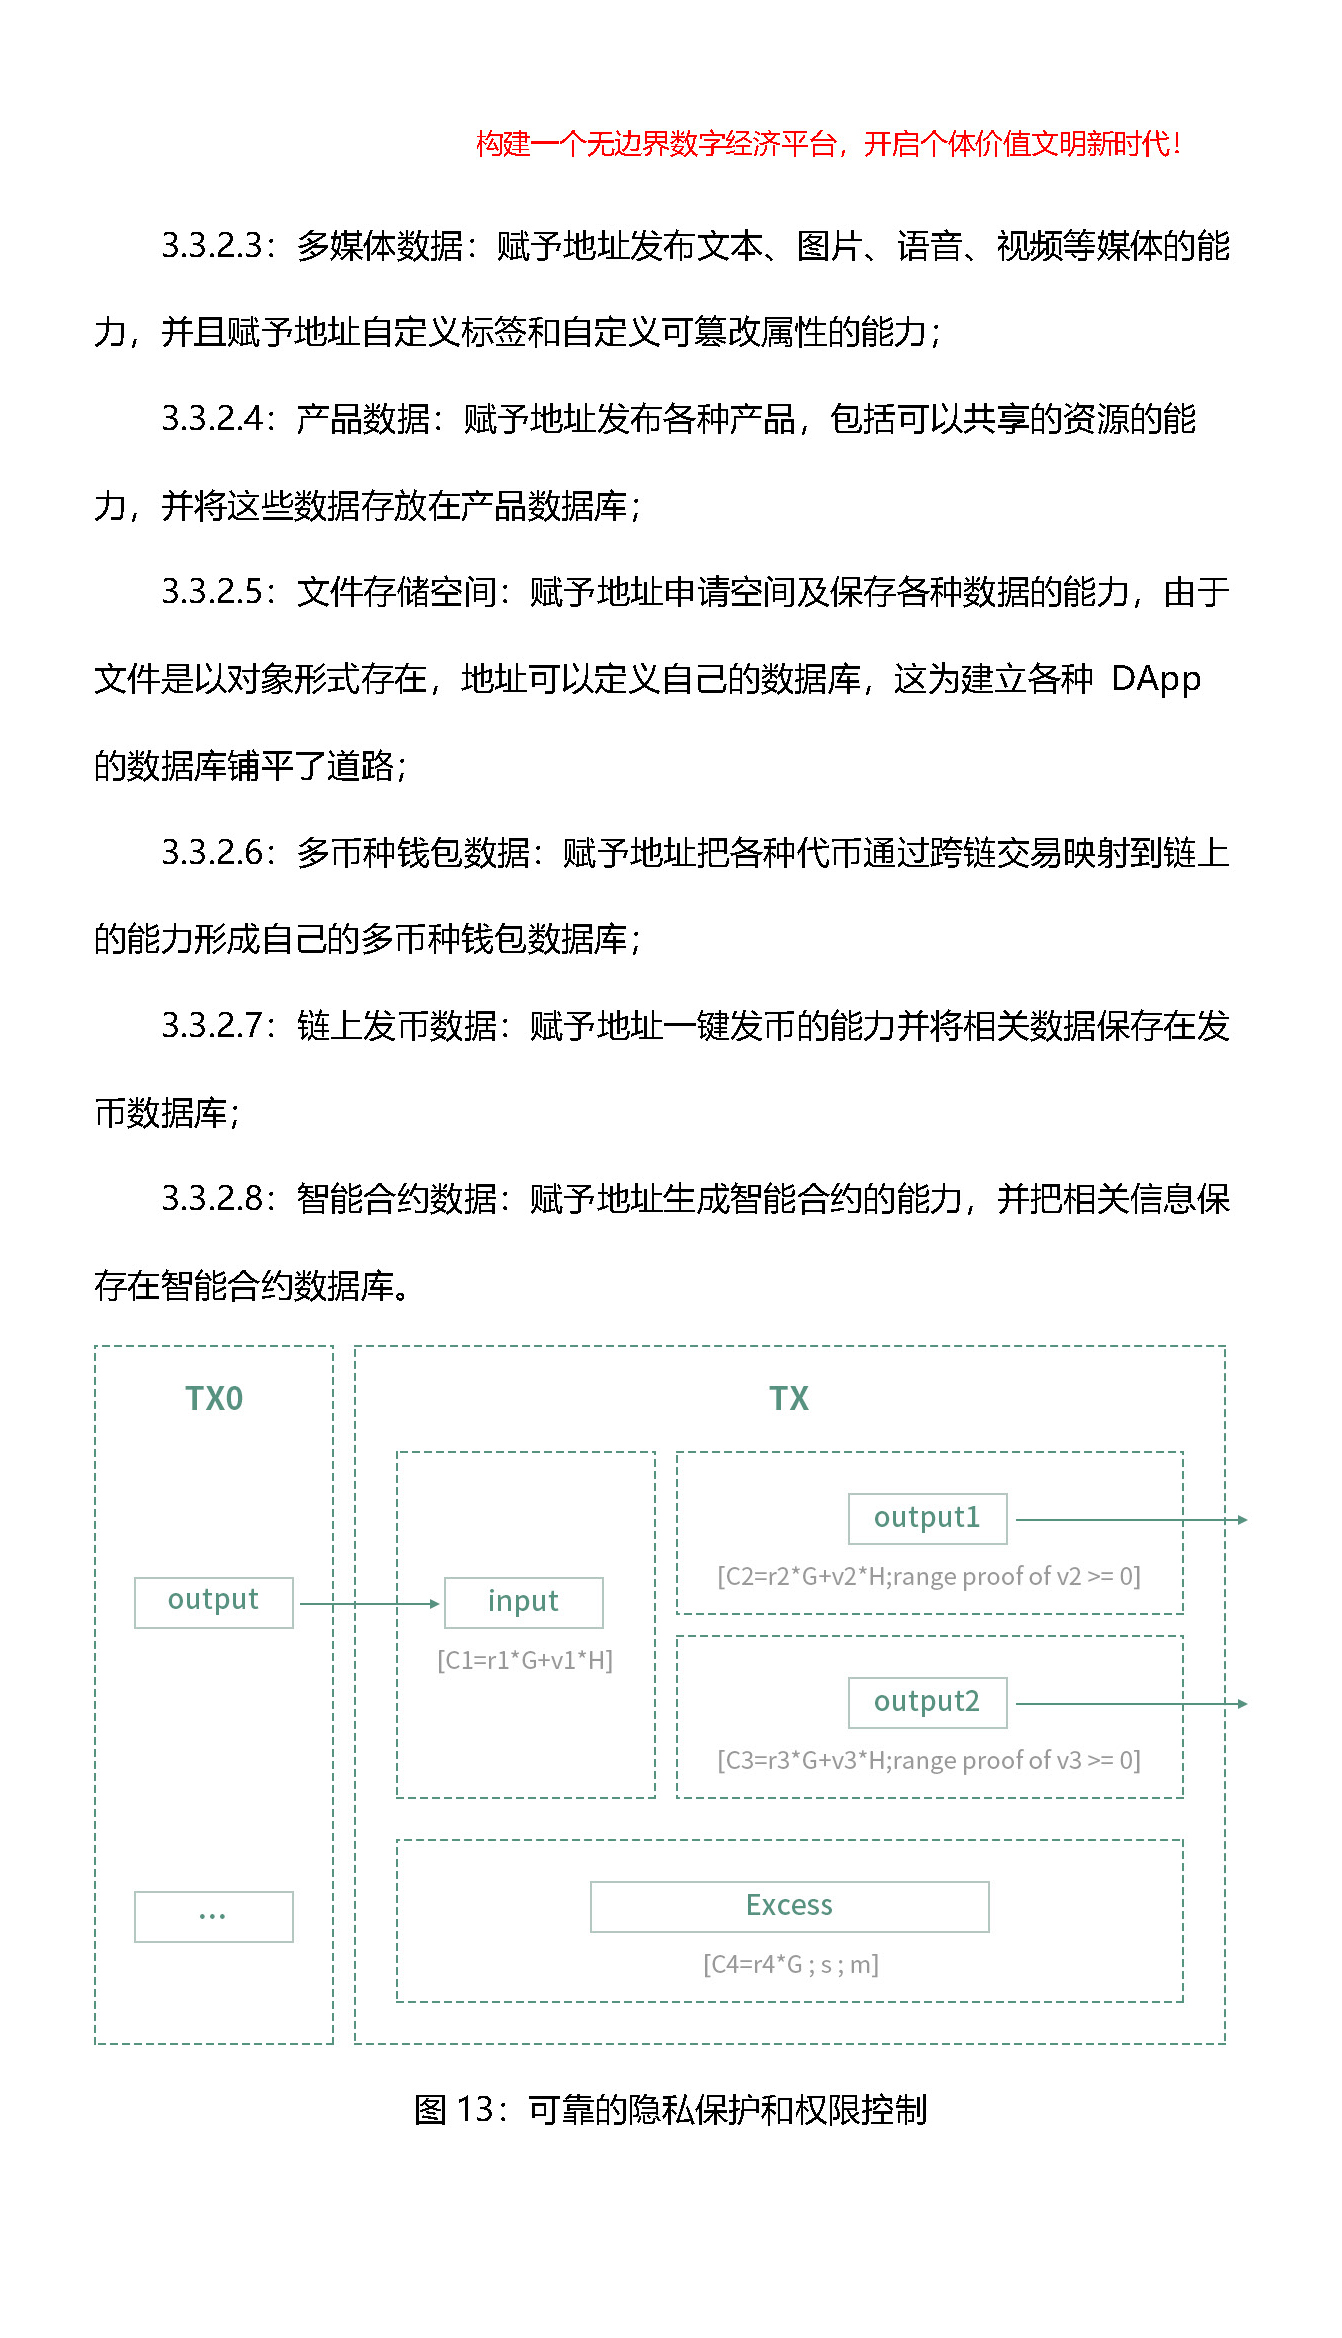 构建一个无边界数字经济平台，开启个体价值文明新时代！
3.3.2.3：多媒体数据：赋予地址发布文本、图片、语音、视频等媒体的能
力，并且赋予地址自定义标签和自定义可篡改属性的能力；
3.3.2.4：产品数据：赋予地址发布各种产品，包括可以共享的资源的能
力，并将这些数据存放在产品数据库；
3.3.2.5：文件存储空间：赋予地址申请空间及保存各种数据的能力，由于
文件是以对象形式存在，地址可以定义自己的数据库，这为建立各种 DApp
的数据库铺平了道路；
3.3.2.6：多币种钱包数据：赋予地址把各种代币通过跨链交易映射到链上
的能力形成自己的多币种钱包数据库；
3.3.2.7：链上发币数据：赋予地址一键发币的能力并将相关数据保存在发
币数据库；
3.3.2.8：智能合约数据：赋予地址生成智能合约的能力，并把相关信息保
存在智能合约数据库。
TX0
TX
output1
[C2=r2*G+v2*H;range proof of v2 >= 0]
output
input
[C1=r1*G+v1*H]
output2
[C3=r3*G+v3*H;range proof of v3 >= 0]
...
Excess
[C4=r4*G ; s ; m]
图 13：可靠的隐私保护和权限控制